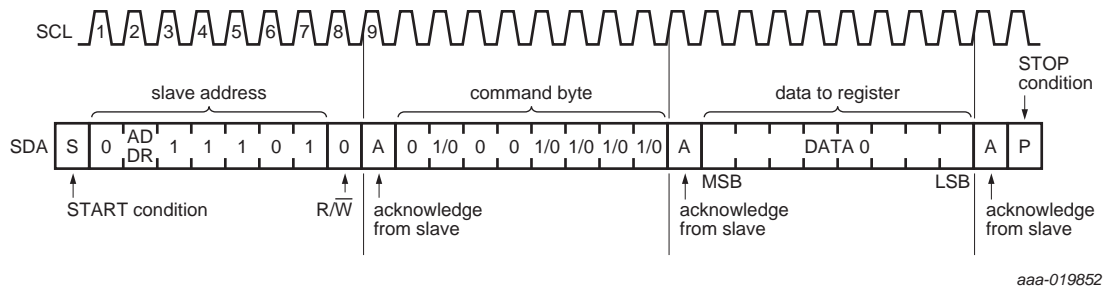 SCL 1 2 3 4 5 6 7 8 9
STOP
condition
slave address command byte data to register
SDA S 0 AD DR 1 1 1 0 1 0 A 0 1/0 0 0 1/0 1/0 1/0 1/0 A DATA 0 A P
MSB LSB
START condition R/W̅ acknowledge from slave acknowledge from slave acknowledge from slave
aaa-019852